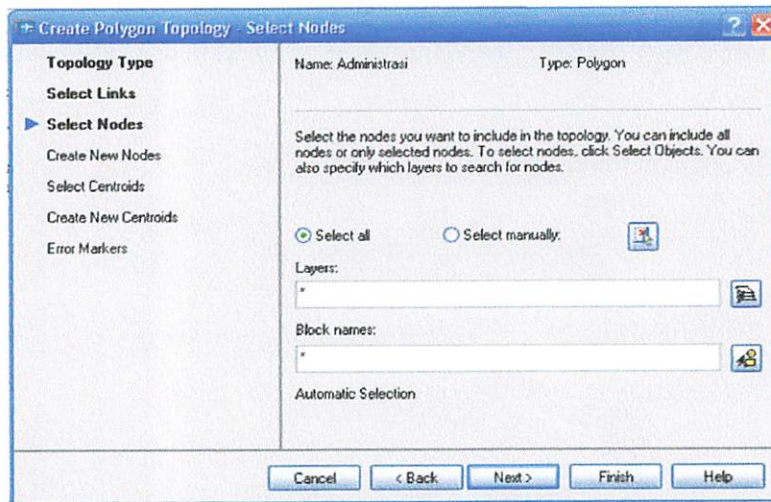 Create Polygon Topology - Select Nodes
Topology Type
Select Links
Select Nodes
Create New Nodes
Select Centroids
Create New Centroids
Error Markers
Name: Administrasi Type: Polygon
Select the nodes you want to include in the topology. You can include all
nodes or only selected nodes. To select nodes, click Select Objects. You can
also specify which layers to search for nodes.
Select all Select manually:
Layers:
*
Block names:
*
Automatic Selection
Cancel < Back Next > Finish Help